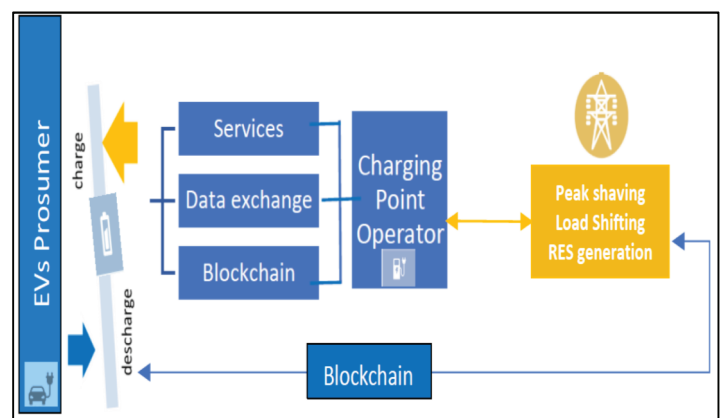 EVs Prosumer
charge
descharge
Services
Data exchange
Blockchain
Charging
Point
Operator
Peak shaving
Load Shifting
RES generation
Blockchain